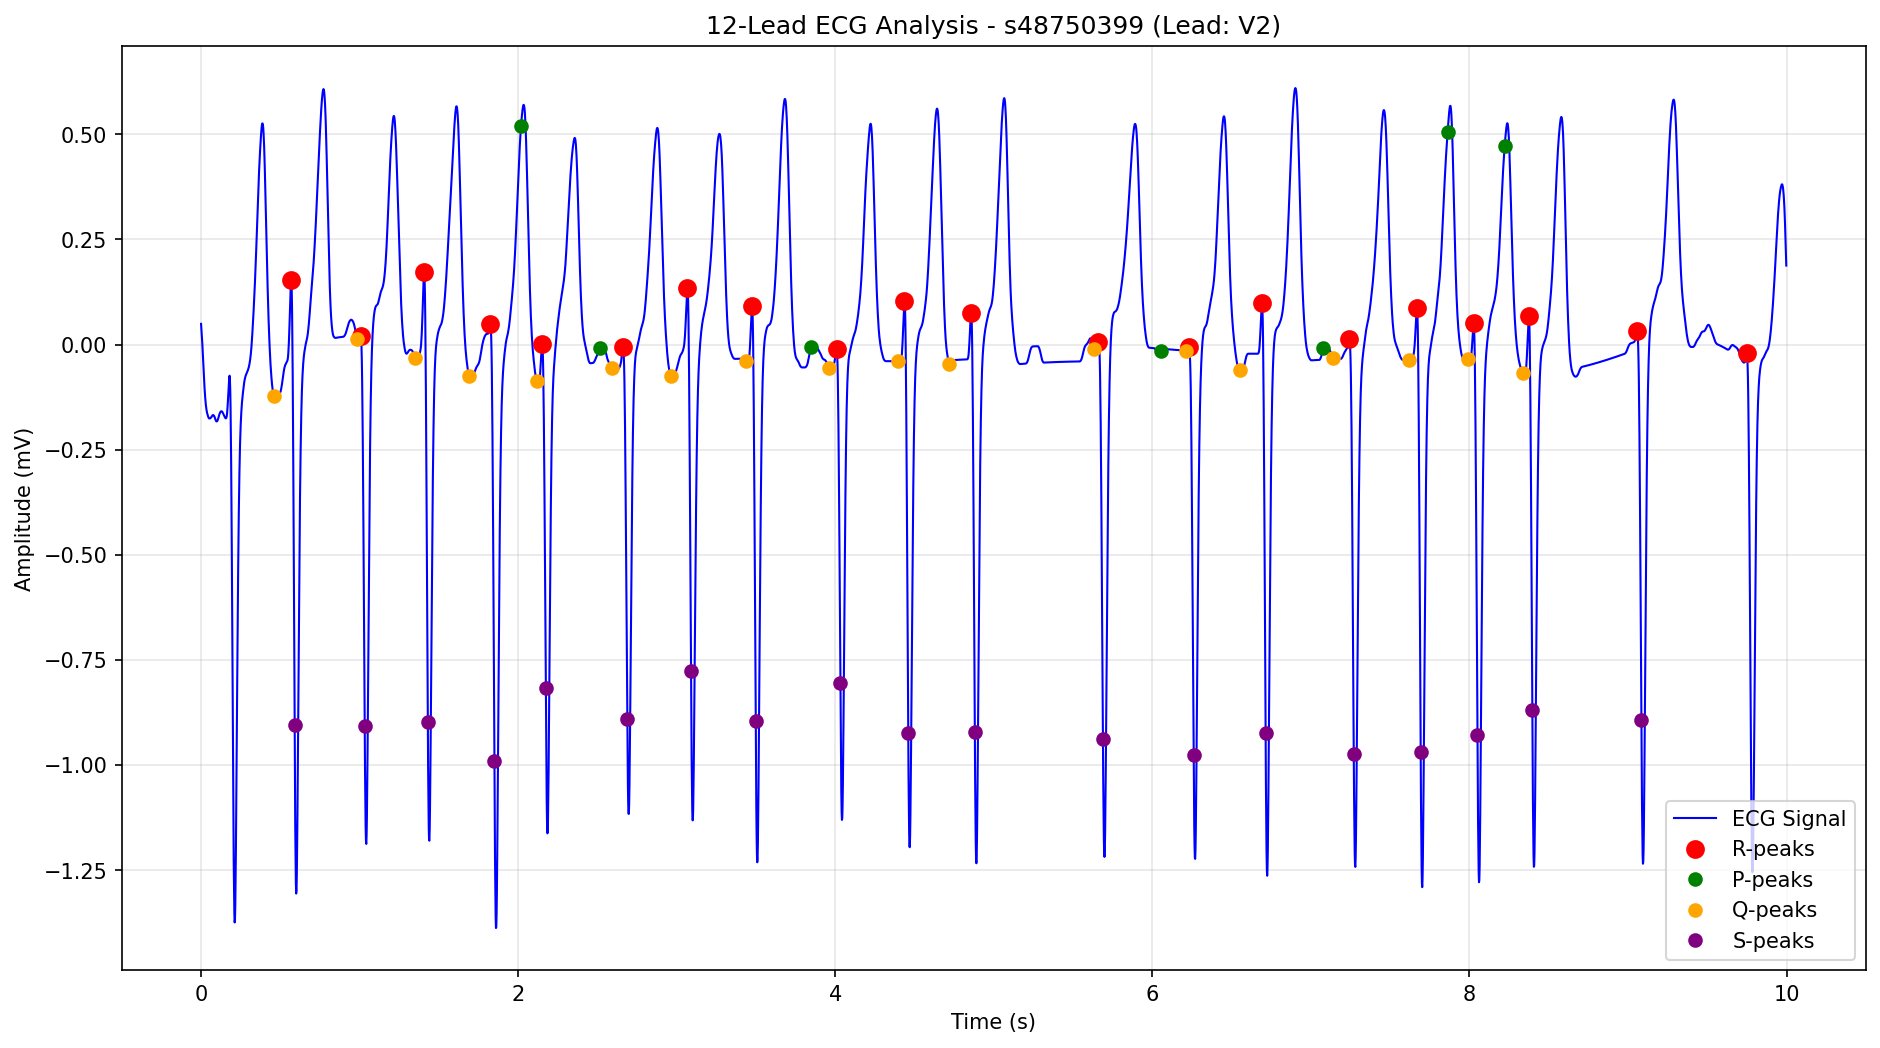 12-Lead ECG Analysis - s48750399 (Lead: V2)
Amplitude (mV)
0.50
0.25
0.00
−0.25
−0.50
−0.75
−1.00
−1.25
ECG Signal
R-peaks
P-peaks
Q-peaks
S-peaks
0 2 4 6 8 10
Time (s)